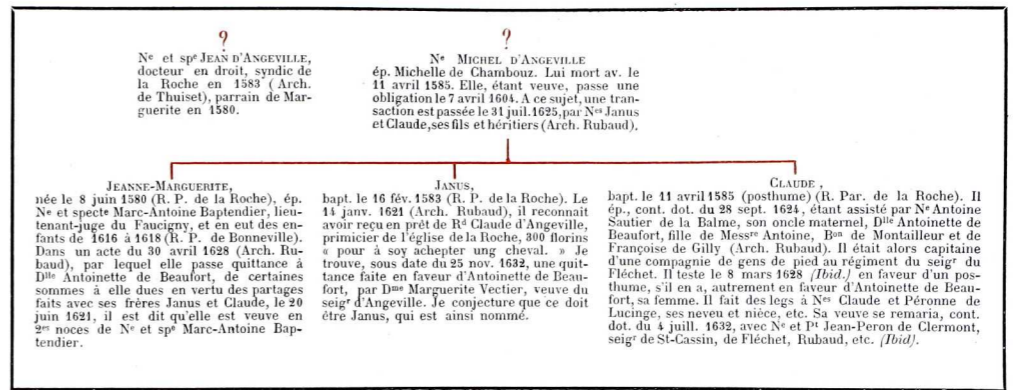 ?
Nᵉ et spᵉ JEAN D'ANGEVILLE,
docteur en droit, syndic de
la Roche en 1583 (Arch.
de Thuiset), parrain de Mar-
guerite en 1580.
?
Nᵉ MICHEL D'ANGEVILLE
ép. Michelle de Chambouz. Lui mort av. le
11 avril 1585. Elle, étant veuve, passe une
obligation le 7 avril 1604. A ce sujet, une tran-
saction est passée le 31 juil. 1625, par Nᵉˢ Janus
et Claude, ses fils et héritiers (Arch. Rubaud).
JEANNE-MARGUERITE,
née le 8 juin 1580 (R. P. de la Roche), ép.
Nᵉ et spectᵉ Marc-Antoine Baptendier, lieu-
tenant-juge du Faucigny, et en eut des en-
fants de 1616 à 1618 (R. P. de Bonneville).
Dans un acte du 30 avril 1628 (Arch. Ru-
baud), par lequel elle passe quittance à
Dˡˡᵉ Antoinette de Beaufort, de certaines
sommes à elle dues en vertu des partages
faits avec ses frères Janus et Claude, le 20
juin 1621, il est dit qu'elle est veuve en
2ᵉˢ noces de Nᵉ et spᵉ Marc-Antoine Bap-
tendier.
JANUS,
bapt. le 16 fév. 1583 (R. P. de la Roche). Le
14 janv. 1621 (Arch. Rubaud), il reconnait
avoir reçu en prêt de Rᵈ Claude d'Angeville,
primicier de l'église de la Roche, 300 florins
« pour à soy achepter ung cheval. » Je
trouve, sous date du 25 nov. 1632, une quit-
tance faite en faveur d'Antoinette de Beau-
fort, par Dᵐᵉ Marguerite Vectier, veuve du
seigʳ d'Angeville. Je conjecture que ce doit
être Janus, qui est ainsi nommé.
CLAUDE,
bapt. le 11 avril 1585 (posthume) (R. Par. de la Roche). Il
ép., cont. dot. du 28 sept. 1624, étant assisté par Nᵉ Antoine
Sautier de la Balme, son oncle maternel, Dˡˡᵉ Antoinette de
Beaufort, fille de Messʳᵉ Antoine, Bᵒⁿ de Montailleur et de
Françoise de Gilly (Arch. Rubaud). Il était alors capitaine
d'une compagnie de gens de pied au régiment du seigʳ du
Fléchet. Il teste le 8 mars 1628 (Ibid.) en faveur d'un pos-
thume, s'il en a, autrement en faveur d'Antoinette de Beau-
fort, sa femme. Il fait des legs à Nᵉˢ Claude et Péronne de
Lucinge, ses neveu et nièce, etc. Sa veuve se remaria, cont.
dot. du 4 juill. 1632, avec Nᵉ et Pᵗ Jean-Peron de Clermont,
seigʳ de St-Cassin, de Fléchet, Rubaud, etc. (Ibid).